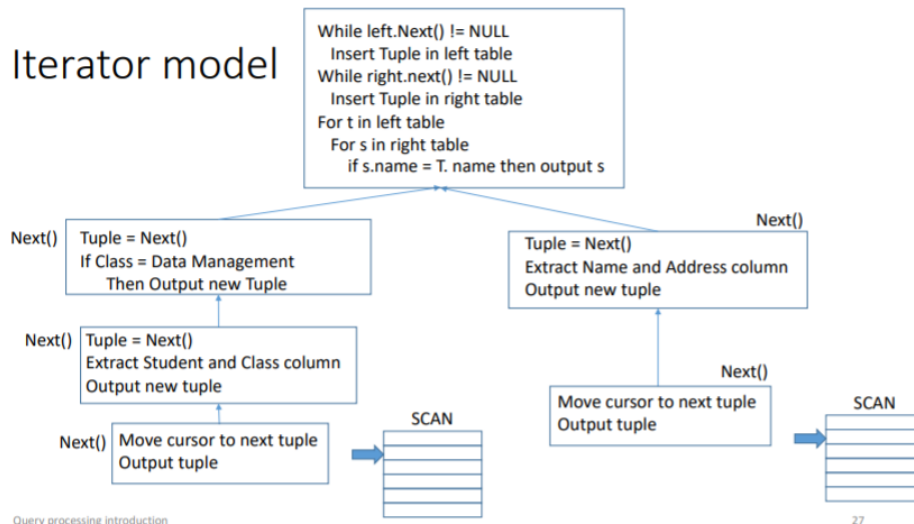 Iterator model
While left.Next() != NULL
Insert Tuple in left table
While right.next() != NULL
Insert Tuple in right table
For t in left table
For s in right table
if s.name = T. name then output s
Next()
Tuple = Next()
If Class = Data Management
Then Output new Tuple
Next()
Tuple = Next()
Extract Name and Address column
Output new tuple
Next()
Tuple = Next()
Extract Student and Class column
Output new tuple
Next()
Move cursor to next tuple
Output tuple
SCAN
Next()
Move cursor to next tuple
Output tuple
SCAN
Query processing introduction
27